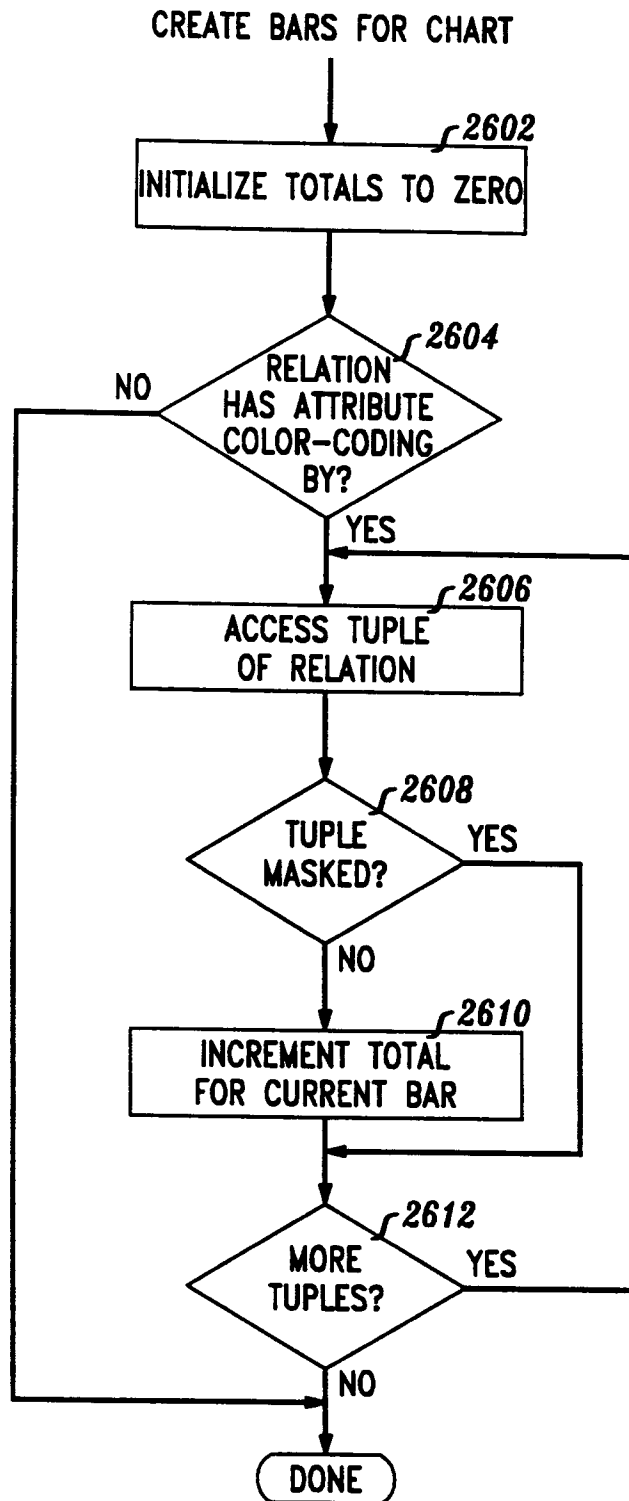 CREATE BARS FOR CHART
2602
INITIALIZE TOTALS TO ZERO
2604
NO
RELATION
HAS ATTRIBUTE
COLOR-CODING
BY?
YES
2606
ACCESS TUPLE
OF RELATION
2608
TUPLE
MASKED?
YES
NO
2610
INCREMENT TOTAL
FOR CURRENT BAR
2612
MORE
TUPLES?
YES
NO
DONE